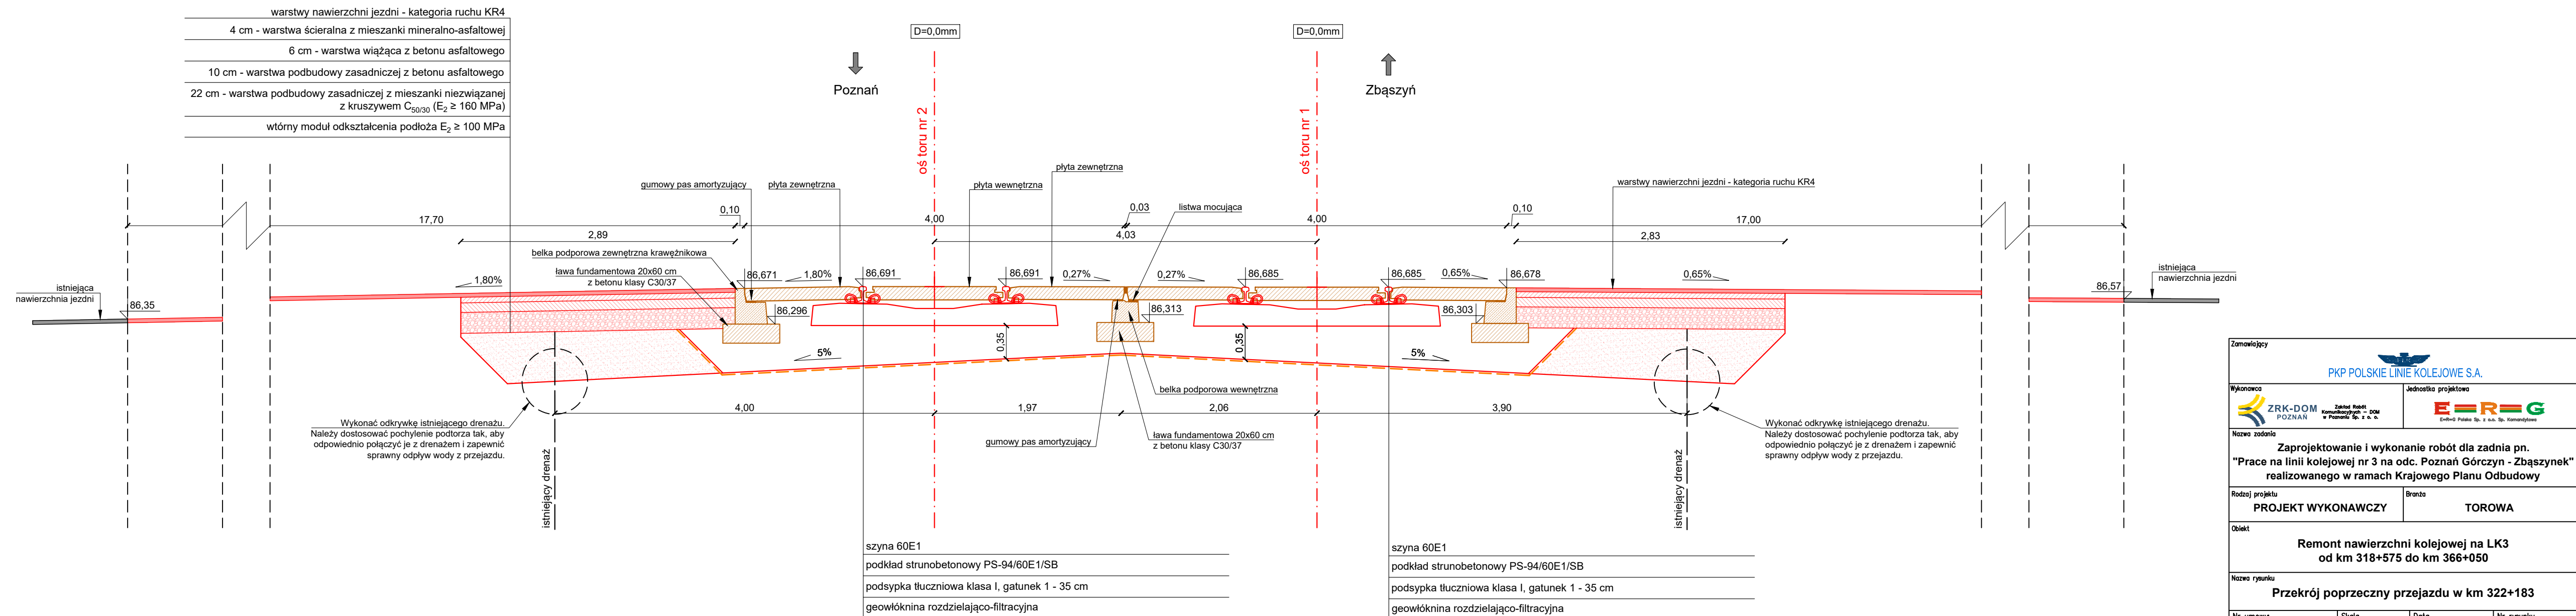 warstwy nawierzchni jezdni - kategoria ruchu KR4
4 cm - warstwa ścieralna z mieszanki mineralno-asfaltowej
6 cm - warstwa wiążąca z betonu asfaltowego
10 cm - warstwa podbudowy zasadniczej z betonu asfaltowego
22 cm - warstwa podbudowy zasadniczej z mieszanki niezwiązanej
z kruszywem C50/30 (E2 ≥ 160 MPa)
wtórny moduł odkształcenia podłoża E2 ≥ 100 MPa
D=0,0mm
D=0,0mm
Poznań
Zbąszyń
oś toru nr 2
oś toru nr 1
gumowy pas amortyzujący
płyta zewnętrzna
płyta wewnętrzna
płyta zewnętrzna
listwa mocująca
warstwy nawierzchni jezdni - kategoria ruchu KR4
17,70
0,10
4,00
0,03
4,00
0,10
17,00
2,89
4,03
2,83
belka podporowa zewnętrzna krawężnikowa
ława fundamentowa 20x60 cm
z betonu klasy C30/37
istniejąca
nawierzchnia jezdni
86,35
1,80%
86,671
1,80%
86,691
86,691
0,27%
0,27%
86,685
86,685
0,65%
86,678
0,65%
86,57
istniejąca
nawierzchnia jezdni
86,296
86,313
86,303
0,35
0,35
5%
5%
belka podporowa wewnętrzna
4,00
1,97
2,06
3,90
Wykonać odkrywkę istniejącego drenażu.
Należy dostosować pochylenie podtorza tak, aby
odpowiednio połączyć je z drenażem i zapewnić
sprawny odpływ wody z przejazdu.
istniejący drenaż
gumowy pas amortyzujący
ława fundamentowa 20x60 cm
z betonu klasy C30/37
istniejący drenaż
Wykonać odkrywkę istniejącego drenażu.
Należy dostosować pochylenie podtorza tak, aby
odpowiednio połączyć je z drenażem i zapewnić
sprawny odpływ wody z przejazdu.
szyna 60E1
podkład strunobetonowy PS-94/60E1/SB
podsypka tłuczniowa klasa I, gatunek 1 - 35 cm
geowłóknina rozdzielająco-filtracyjna
szyna 60E1
podkład strunobetonowy PS-94/60E1/SB
podsypka tłuczniowa klasa I, gatunek 1 - 35 cm
geowłóknina rozdzielająco-filtracyjna
Zamawiający
PKP POLSKIE LINIE KOLEJOWE S.A.
Wykonawca
ZRK-DOM
POZNAŃ
Zakład Robót
Komunikacyjnych - DOM
w Poznaniu Sp. z o. o.
Jednostka projektowa
E=R=G
E=R=G Polska Sp. z o.o. Sp. Komandytowa
Nazwa zadania
Zaprojektowanie i wykonanie robót dla zadnia pn.
"Prace na linii kolejowej nr 3 na odc. Poznań Górczyn - Zbąszynek"
realizowanego w ramach Krajowego Planu Odbudowy
Rodzaj projektu
PROJEKT WYKONAWCZY
Branża
TOROWA
Obiekt
Remont nawierzchni kolejowej na LK3
od km 318+575 do km 366+050
Nazwa rysunku
Przekrój poprzeczny przejazdu w km 322+183